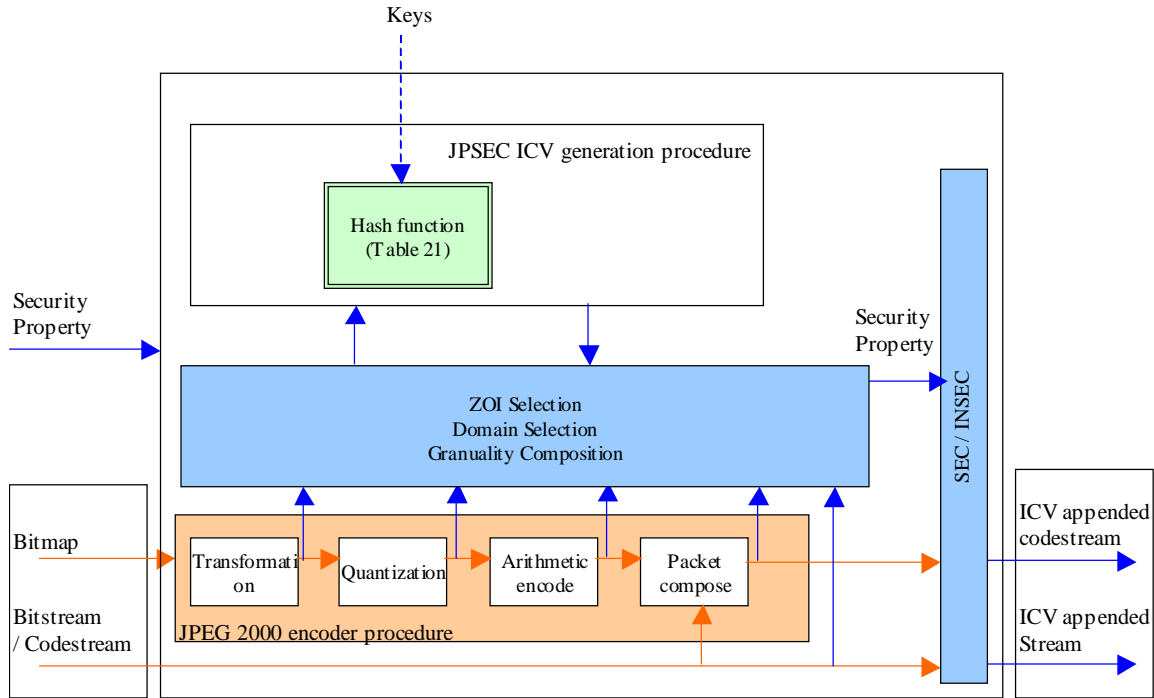 Keys
JPSEC ICV generation procedure
Hash function
(Table 21)
Security
Property
Security
Property
ZOI Selection
Domain Selection
Granuality Composition
SEC / INSEC
Bitmap
Transformati
on
Quantization
Arithmetic
encode
Packet
compose
ICV appended
codestream
Bitstream
/ Codestream
JPEG 2000 encoder procedure
ICV appended
Stream